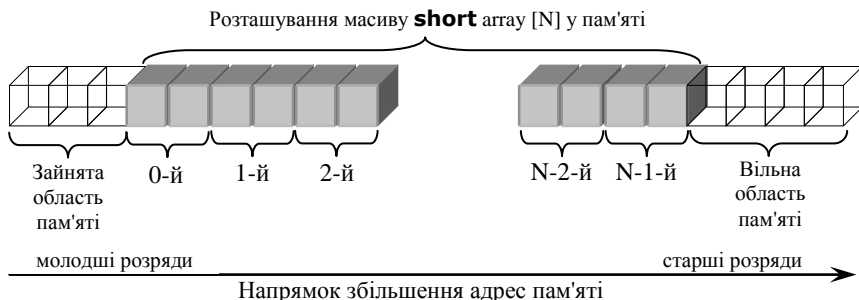 Розташування масиву short array [N] у пам'яті
0-й 1-й 2-й N-2-й N-1-й
Зайнята
область
пам'яті
Вільна
область
пам'яті
молодші розряди старші розряди
Напрямок збільшення адрес пам'яті